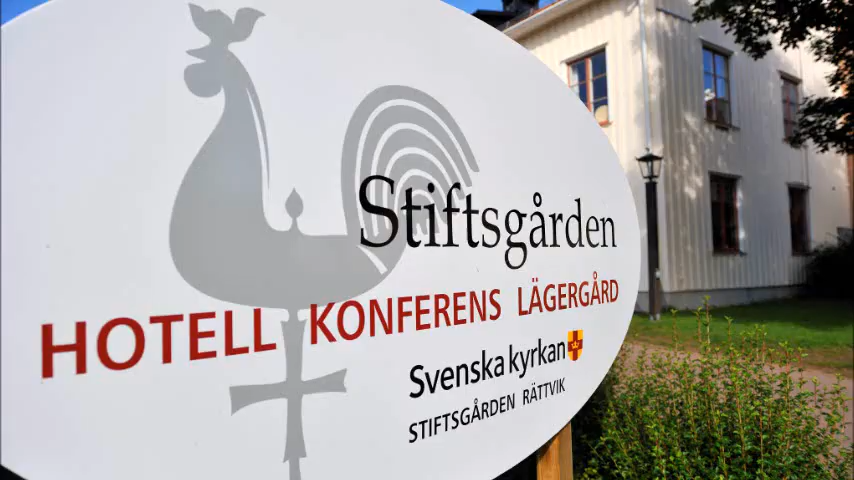 Stiftsgården
HOTELL KONFERENS LÄGERGÅRD
Svenska kyrkan
STIFTSGÅRDEN RÄTTVIK